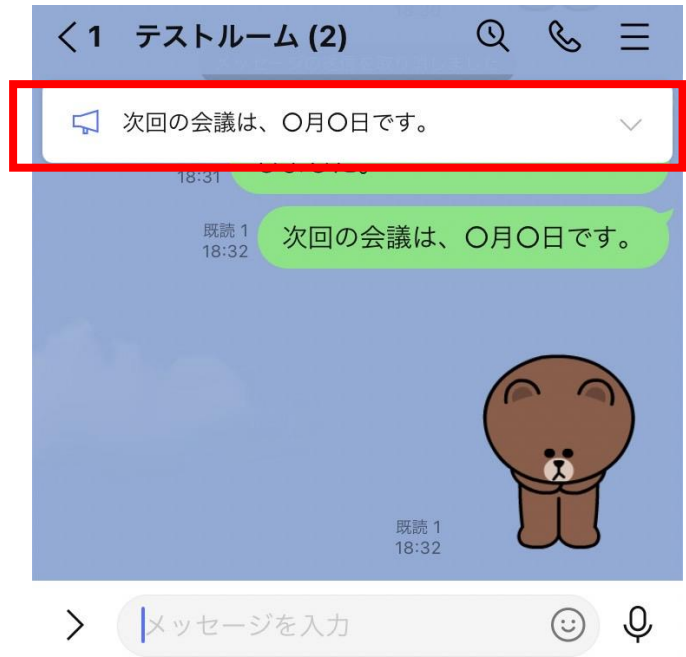 1 テストルーム (2)
次回の会議は、〇月〇日です。
18:31
既読 1
18:32
次回の会議は、〇月〇日です。
既読 1
18:32
メッセージを入力